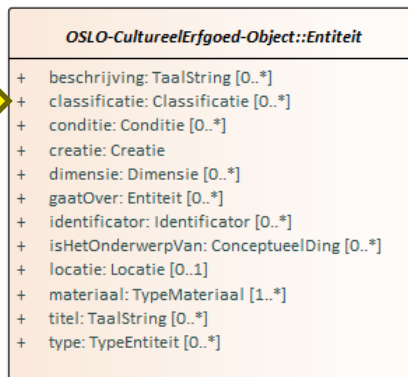 OSLO-CultureelErfgoed-Object::Entiteit
+ beschrijving: TaalString [0..*]
+ classificatie: Classificatie [0..*]
+ conditie: Conditie [0..*]
+ creatie: Creatie
+ dimensie: Dimensie [0..*]
+ gaatOver: Entiteit [0..*]
+ identificator: Identificator [0..*]
+ isHetOnderwerpVan: ConceptueelDing [0..*]
+ locatie: Locatie [0..1]
+ materiaal: TypeMateriaal [1..*]
+ titel: TaalString [0..*]
+ type: TypeEntiteit [0..*]